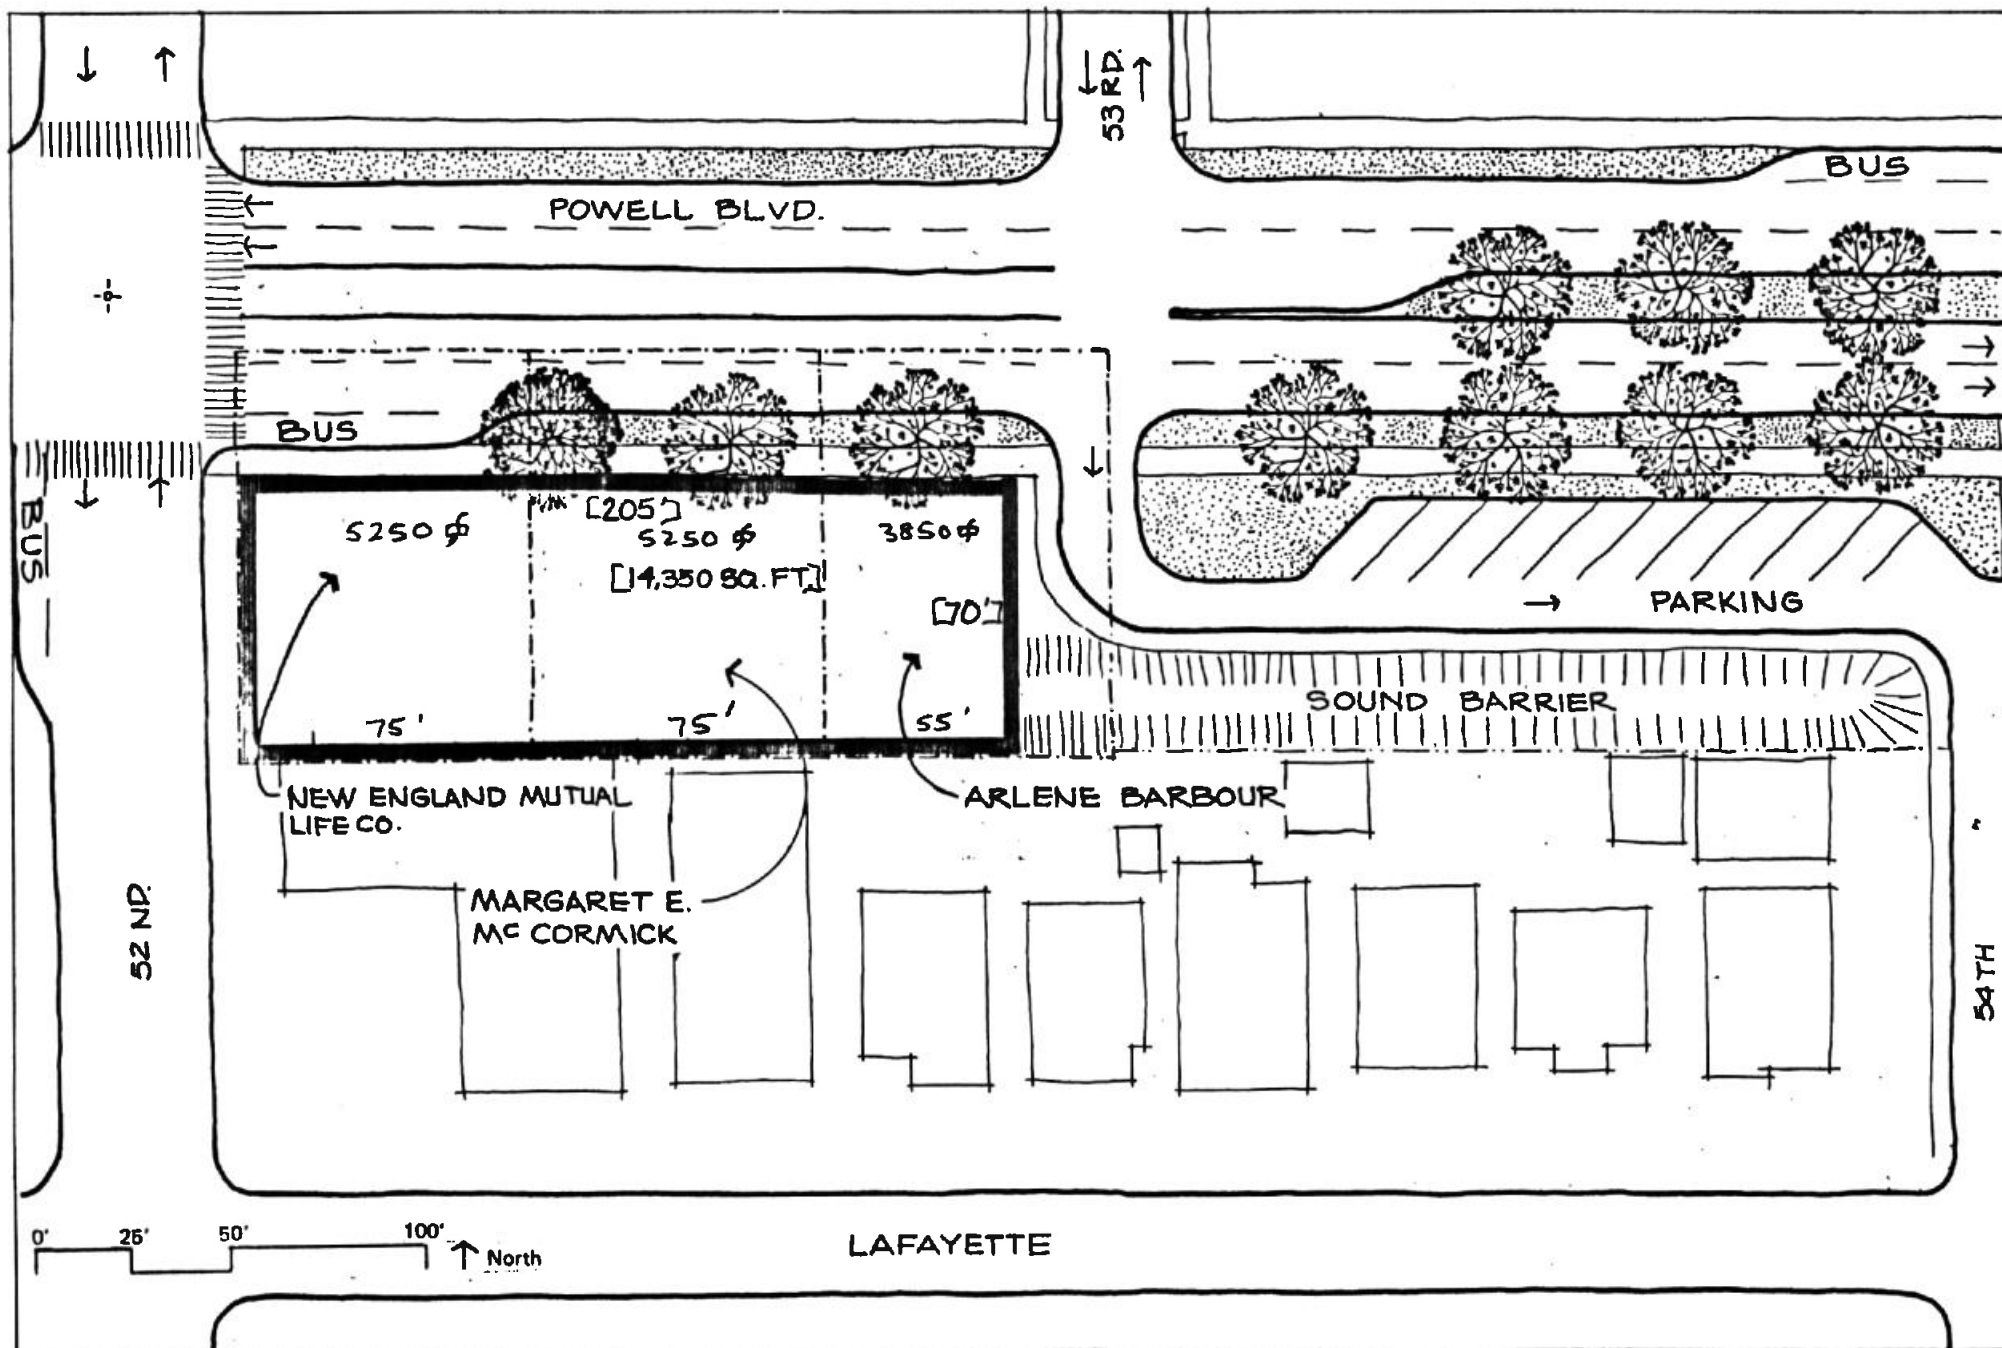 53 RD.
BUS
POWELL BLVD.
BUS
BUS
[205']
5250 ⌀
5250 ⌀
3850 ⌀
[14,350 SQ. FT.]
[70']
PARKING
SOUND BARRIER
75'
75'
55'
NEW ENGLAND MUTUAL
LIFE CO.
ARLENE BARBOUR
MARGARET E.
Mc CORMICK
52 ND.
54 TH
0' 25' 50' 100'
North
LAFAYETTE